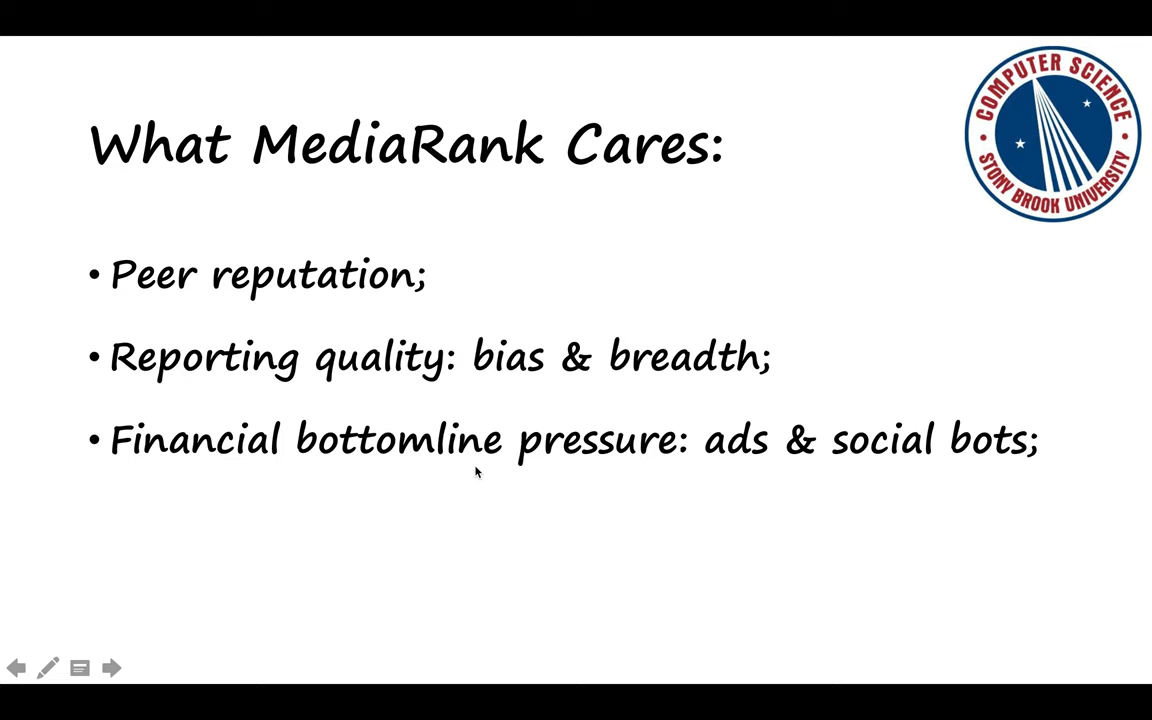 COMPUTER SCIENCE
STONY BROOK UNIVERSITY
What MediaRank Cares:
• Peer reputation;
• Reporting quality: bias & breadth;
• Financial bottomline pressure: ads & social bots;